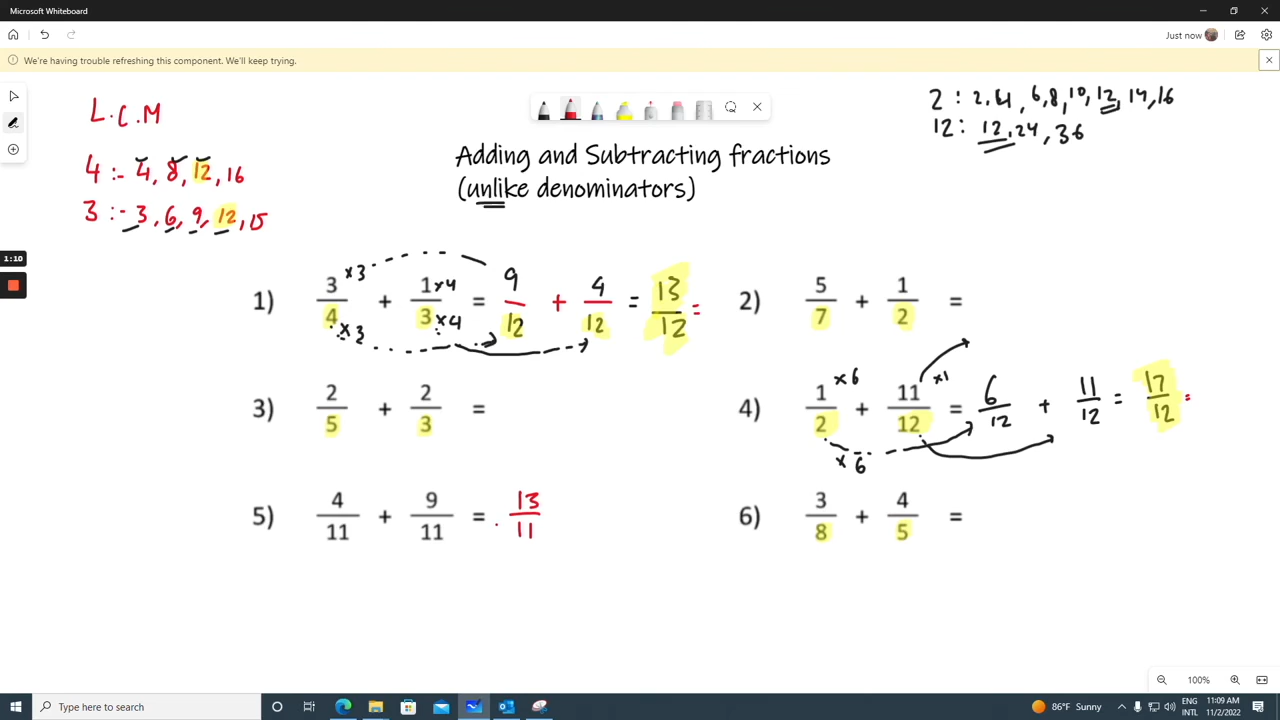 Microsoft Whiteboard
Just now
We're having trouble refreshing this component. We'll keep trying.
L.C.M
4 :- 4, 8, 12, 16
3 :- 3, 6, 9, 12, 15
2 : 2, 4, 6, 8, 10, 12, 14, 16
12 : 12, 24, 36
Adding and Subtracting fractions
(unlike denominators)
1:10
1) 3/4 ×3 ×3 + 1/3 ×4 ×4 = 9/12 + 4/12 = 13/12 =
2) 5/7 + 1/2 =
3) 2/5 + 2/3 =
4) 1/2 ×6 ×6 + 11/12 ×1 = 6/12 + 11/12 = 17/12 =
5) 4/11 + 9/11 = 13/11
6) 3/8 + 4/5 =
100%
Type here to search
86°F Sunny
ENG
INTL
11:09 AM
11/2/2022